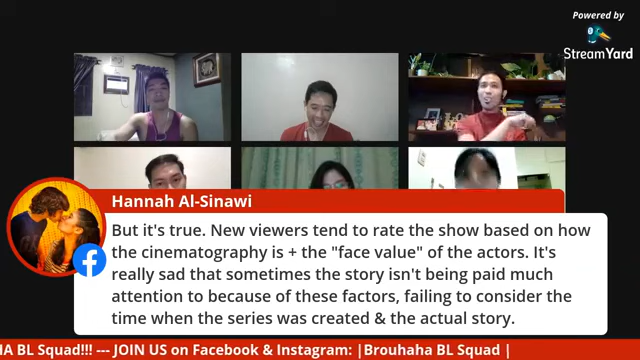 Powered by
StreamYard
Hannah Al-Sinawi
But it's true. New viewers tend to rate the show based on how
the cinematography is + the "face value" of the actors. It's
really sad that sometimes the story isn't being paid much
attention to because of these factors, failing to consider the
time when the series was created & the actual story.
HA BL Squad!!! --- JOIN US on Facebook & Instagram: |Brouhaha BL Squad |